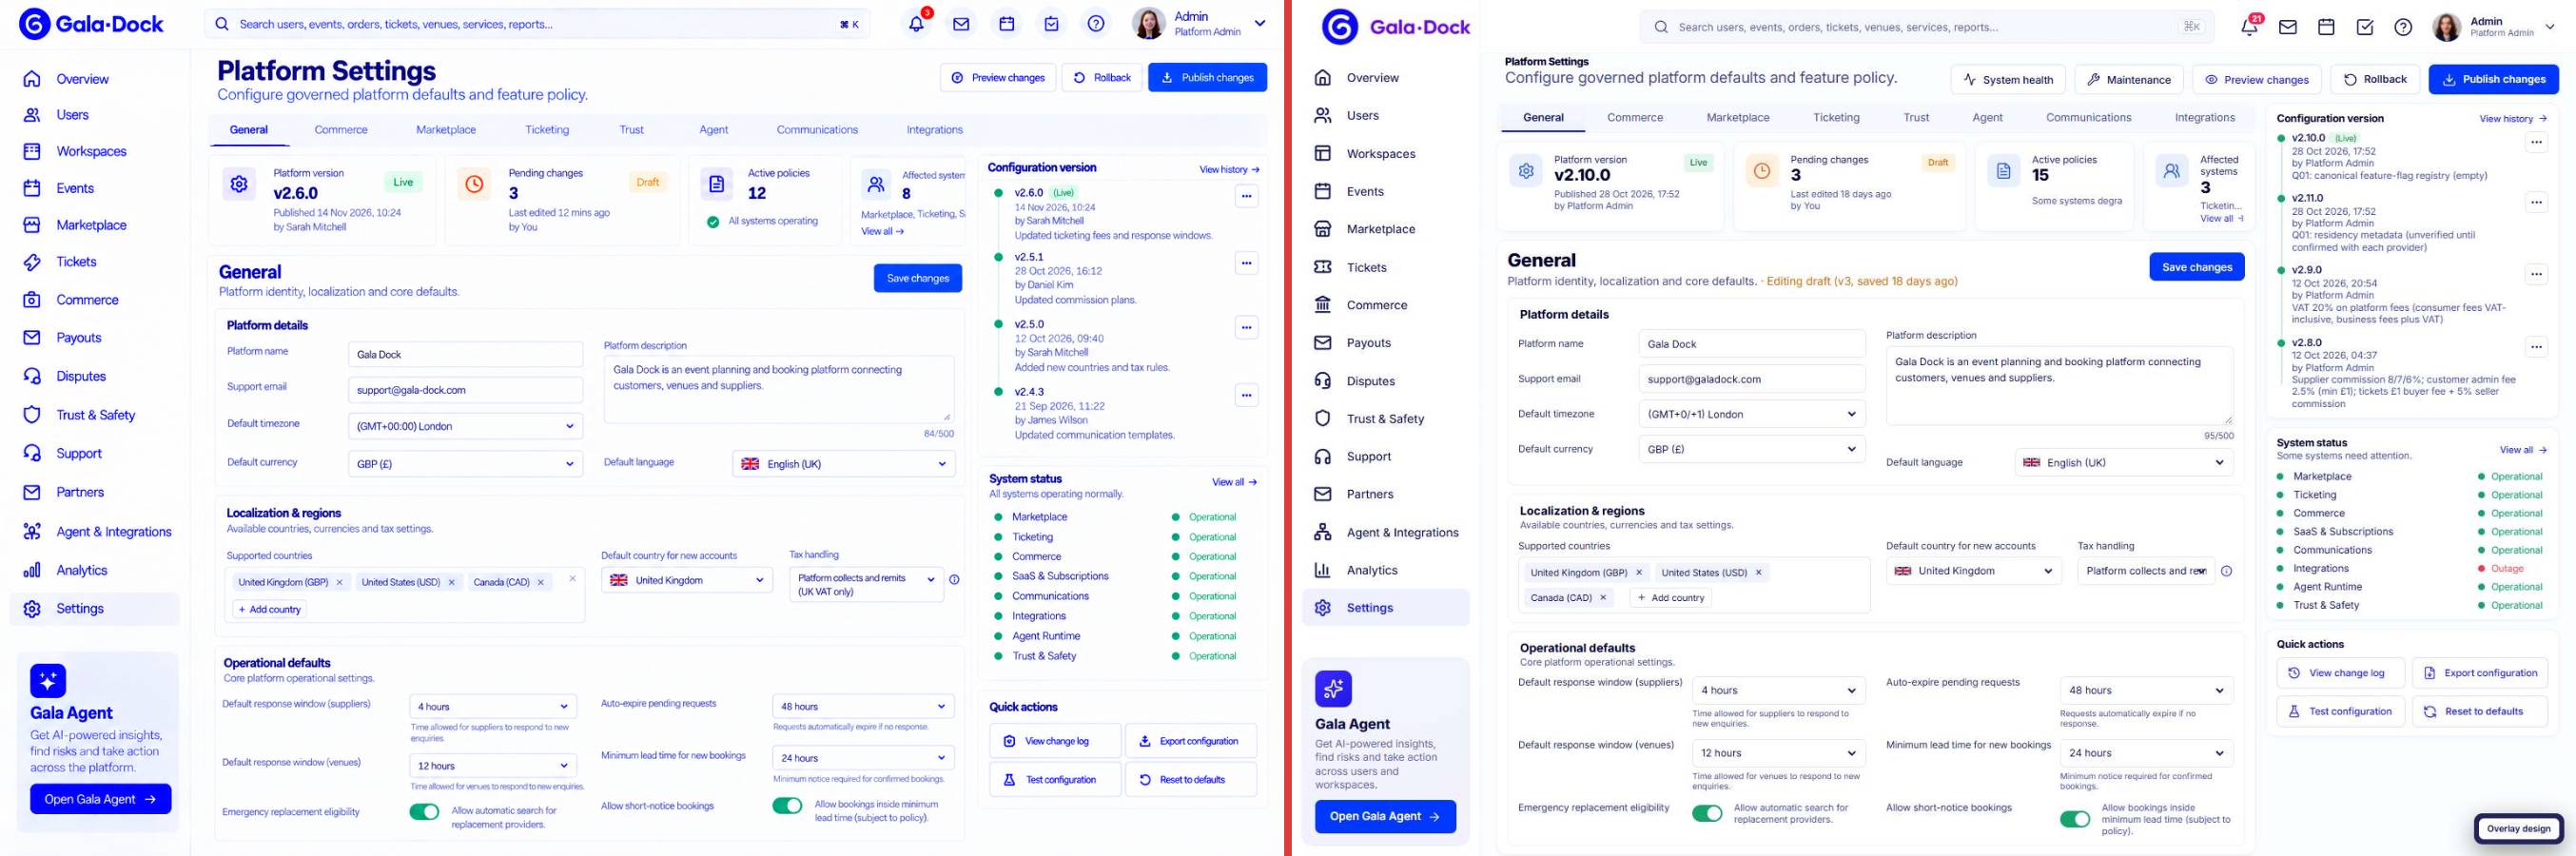 Gala·Dock
Search users, events, orders, tickets, venues, services, reports...
⌘ K
3
Admin
Platform Admin
Overview
Users
Workspaces
Events
Marketplace
Tickets
Commerce
Payouts
Disputes
Trust & Safety
Support
Partners
Agent & Integrations
Analytics
Settings
Gala Agent
Get AI-powered insights,
find risks and take action
across the platform.
Open Gala Agent →
Platform Settings
Configure governed platform defaults and feature policy.
Preview changes
Rollback
Publish changes
General
Commerce
Marketplace
Ticketing
Trust
Agent
Communications
Integrations
Platform version
v2.6.0
Live
Published 14 Nov 2026, 10:24
by Sarah Mitchell
Pending changes
3
Draft
Last edited 12 mins ago
by You
Active policies
12
All systems operating
Affected system
8
Marketplace, Ticketing, S
View all →
General
Platform identity, localization and core defaults.
Save changes
Platform details
Platform name
Gala Dock
Support email
support@gala-dock.com
Default timezone
(GMT+00:00) London
Default currency
GBP (£)
Platform description
Gala Dock is an event planning and booking platform connecting
customers, venues and suppliers.
84/500
Default language
English (UK)
Localization & regions
Available countries, currencies and tax settings.
Supported countries
United Kingdom (GBP) ×
United States (USD) ×
Canada (CAD) ×
×
+ Add country
Default country for new accounts
United Kingdom
Tax handling
Platform collects and remits
(UK VAT only)
Operational defaults
Core platform operational settings.
Default response window (suppliers)
4 hours
Time allowed for suppliers to respond to new
enquiries.
Default response window (venues)
12 hours
Time allowed for venues to respond to new enquiries.
Emergency replacement eligibility
Allow automatic search for
replacement providers.
Auto-expire pending requests
48 hours
Requests automatically expire if no response.
Minimum lead time for new bookings
24 hours
Minimum notice required for confirmed bookings.
Allow short-notice bookings
Allow bookings inside minimum
lead time (subject to policy).
Configuration version
View history →
v2.6.0 (Live)
14 Nov 2026, 10:24
by Sarah Mitchell
Updated ticketing fees and response windows.
v2.5.1
28 Oct 2026, 16:12
by Daniel Kim
Updated commission plans.
v2.5.0
12 Oct 2026, 09:40
by Sarah Mitchell
Added new countries and tax rules.
v2.4.3
21 Sep 2026, 11:22
by James Wilson
Updated communication templates.
System status
View all →
All systems operating normally.
Marketplace Operational
Ticketing Operational
Commerce Operational
SaaS & Subscriptions Operational
Communications Operational
Integrations Operational
Agent Runtime Operational
Trust & Safety Operational
Quick actions
View change log
Export configuration
Test configuration
Reset to defaults
Gala·Dock
Search users, events, orders, tickets, venues, services, reports...
⌘K
21
Admin
Platform Admin
Overview
Users
Workspaces
Events
Marketplace
Tickets
Commerce
Payouts
Disputes
Trust & Safety
Support
Partners
Agent & Integrations
Analytics
Settings
Gala Agent
Get AI-powered insights,
find risks and take action
across users and
workspaces.
Open Gala Agent →
Platform Settings
Configure governed platform defaults and feature policy.
System health
Maintenance
Preview changes
Rollback
Publish changes
General
Commerce
Marketplace
Ticketing
Trust
Agent
Communications
Integrations
Platform version
v2.10.0
Live
Published 28 Oct 2026, 17:52
by Platform Admin
Pending changes
3
Draft
Last edited 18 days ago
by You
Active policies
15
Some systems degra
Affected
systems
3
Ticketin...
View all
General
Platform identity, localization and core defaults. · Editing draft (v3, saved 18 days ago)
Save changes
Platform details
Platform name
Gala Dock
Support email
support@galadock.com
Default timezone
(GMT+0/+1) London
Default currency
GBP (£)
Platform description
Gala Dock is an event planning and booking platform connecting
customers, venues and suppliers.
95/500
Default language
English (UK)
Localization & regions
Available countries, currencies and tax settings.
Supported countries
United Kingdom (GBP) ×
United States (USD) ×
Canada (CAD) ×
+ Add country
Default country for new accounts
United Kingdom
Tax handling
Platform collects and
Operational defaults
Core platform operational settings.
Default response window (suppliers)
4 hours
Time allowed for suppliers to respond to
new enquiries.
Default response window (venues)
12 hours
Time allowed for venues to respond to new
enquiries.
Emergency replacement eligibility
Allow automatic search for
replacement providers.
Auto-expire pending requests
48 hours
Requests automatically expire if no
response.
Minimum lead time for new bookings
24 hours
Minimum notice required for confirmed
bookings.
Allow short-notice bookings
Allow bookings inside
minimum lead time (subject to
policy).
Configuration version
View history →
v2.10.0 (Live)
28 Oct 2026, 17:52
by Platform Admin
Q01: canonical feature-flag registry (empty)
v2.11.0
28 Oct 2026, 17:52
by Platform Admin
Q01: residency metadata (unverified until
confirmed with each provider)
v2.9.0
12 Oct 2026, 20:54
by Platform Admin
VAT 20% on platform fees (consumer fees VAT-
inclusive, business fees plus VAT)
v2.8.0
12 Oct 2026, 04:37
by Platform Admin
Supplier commission 8/7/6%; customer admin fee
2.5% (min £1); tickets £1 buyer fee + 5% seller
commission
System status
View all →
Some systems need attention.
Marketplace Operational
Ticketing Operational
Commerce Operational
SaaS & Subscriptions Operational
Communications Operational
Integrations Outage
Agent Runtime Operational
Trust & Safety Operational
Quick actions
View change log
Export configuration
Test configuration
Reset to defaults
Overlay design